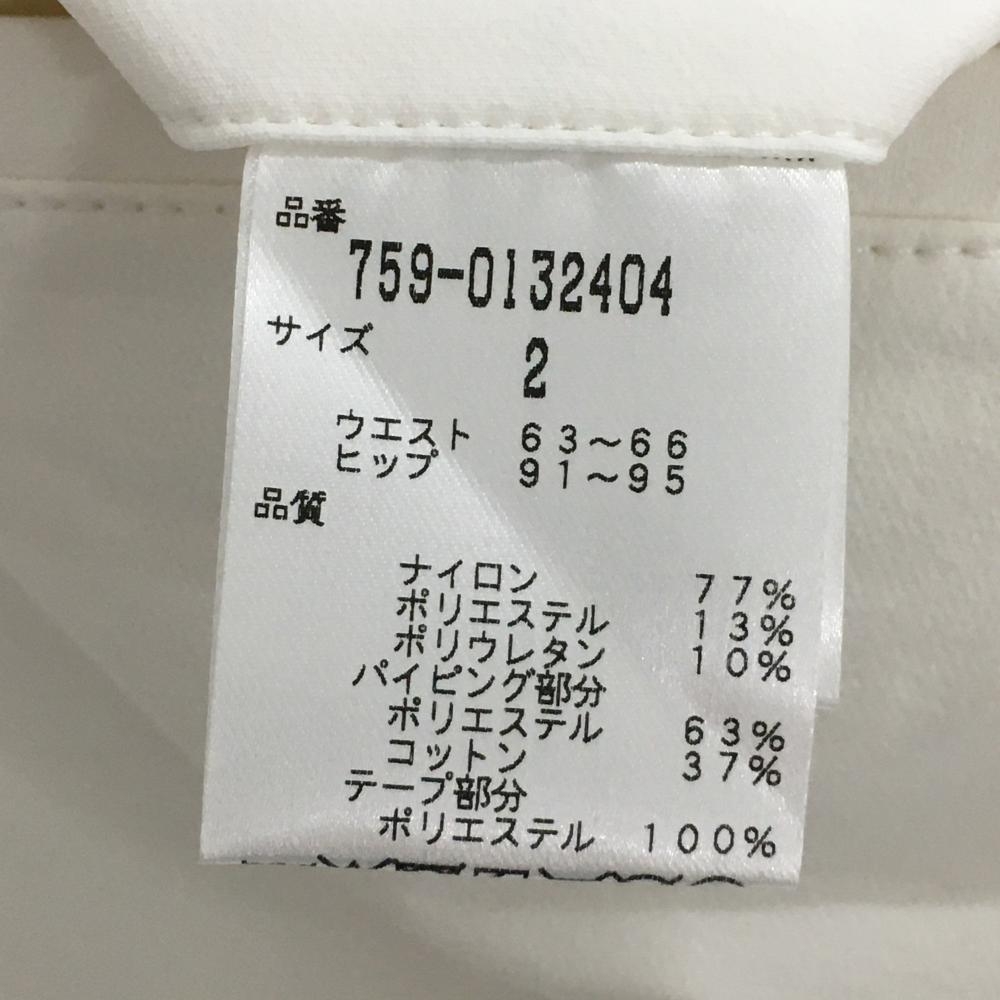 品番
759-0132404
サイズ
2
ウエスト 63〜66
ヒップ 91〜95
品質
ナイロン 77%
ポリエステル 13%
ポリウレタン 10%
パイピング部分
ポリエステル 63%
コットン 37%
テープ部分
ポリエステル 100%